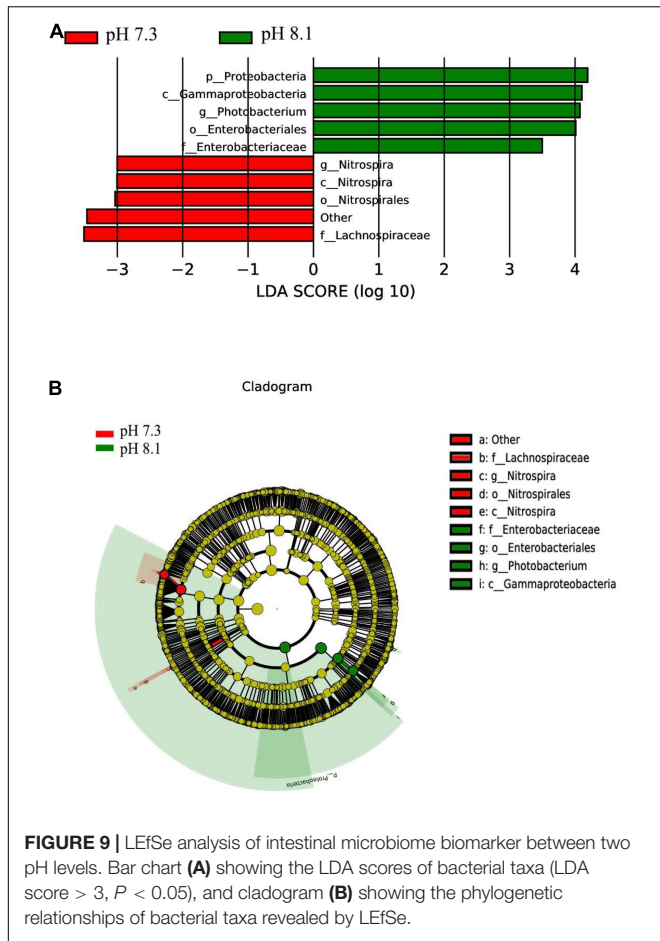 A
pH 7.3 pH 8.1
p__Proteobacteria
c__Gammaproteobacteria
g__Photobacterium
o__Enterobacteriales
f__Enterobacteriaceae
g__Nitrospira
c__Nitrospira
o__Nitrospirales
Other
f__Lachnospiraceae
−3 −2 −1 0 1 2 3 4
LDA SCORE (log 10)
B
Cladogram
pH 7.3
pH 8.1
a: Other
b: f__Lachnospiraceae
c: g__Nitrospira
d: o__Nitrospirales
e: c__Nitrospira
f: f__Enterobacteriaceae
g: o__Enterobacteriales
h: g__Photobacterium
i: c__Gammaproteobacteria
p__Proteobacteria
FIGURE 9 | LEfSe analysis of intestinal microbiome biomarker between two
pH levels. Bar chart (A) showing the LDA scores of bacterial taxa (LDA
score > 3, P < 0.05), and cladogram (B) showing the phylogenetic
relationships of bacterial taxa revealed by LEfSe.